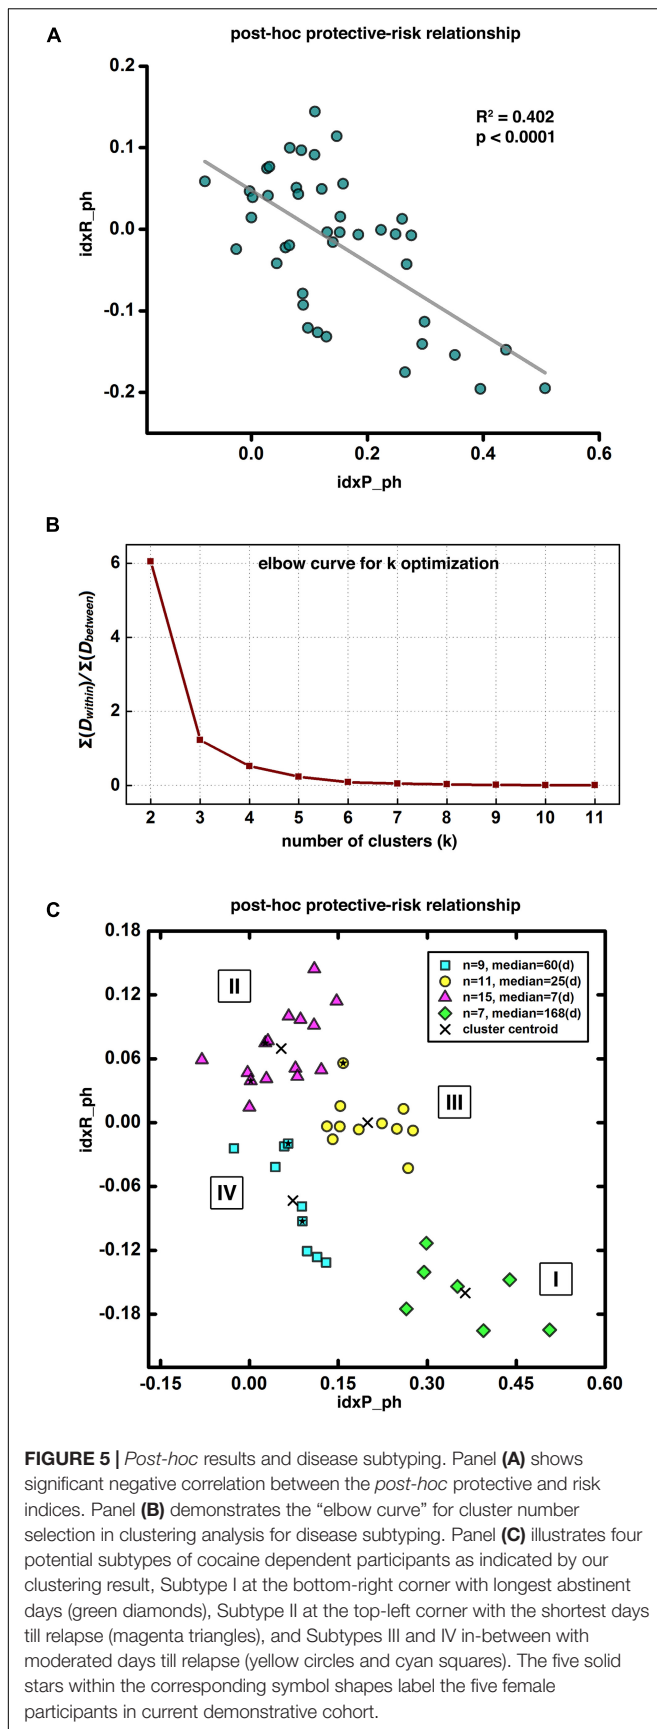 A
post-hoc protective-risk relationship
R² = 0.402
p < 0.0001
0.2
0.1
0.0
-0.1
-0.2
idxR_ph
0.0 0.2 0.4 0.6
idxP_ph
B
elbow curve for k optimization
6
4
2
0
Σ(Dwithin)/Σ(Dbetween)
2 3 4 5 6 7 8 9 10 11
number of clusters (k)
C
post-hoc protective-risk relationship
0.18
0.12
0.06
0.00
-0.06
-0.12
-0.18
idxR_ph
n=9, median=60(d)
n=11, median=25(d)
n=15, median=7(d)
n=7, median=168(d)
cluster centroid
II
III
IV
I
-0.15 0.00 0.15 0.30 0.45 0.60
idxP_ph
FIGURE 5 | Post-hoc results and disease subtyping. Panel (A) shows
significant negative correlation between the post-hoc protective and risk
indices. Panel (B) demonstrates the “elbow curve” for cluster number
selection in clustering analysis for disease subtyping. Panel (C) illustrates four
potential subtypes of cocaine dependent participants as indicated by our
clustering result, Subtype I at the bottom-right corner with longest abstinent
days (green diamonds), Subtype II at the top-left corner with the shortest days
till relapse (magenta triangles), and Subtypes III and IV in-between with
moderated days till relapse (yellow circles and cyan squares). The five solid
stars within the corresponding symbol shapes label the five female
participants in current demonstrative cohort.